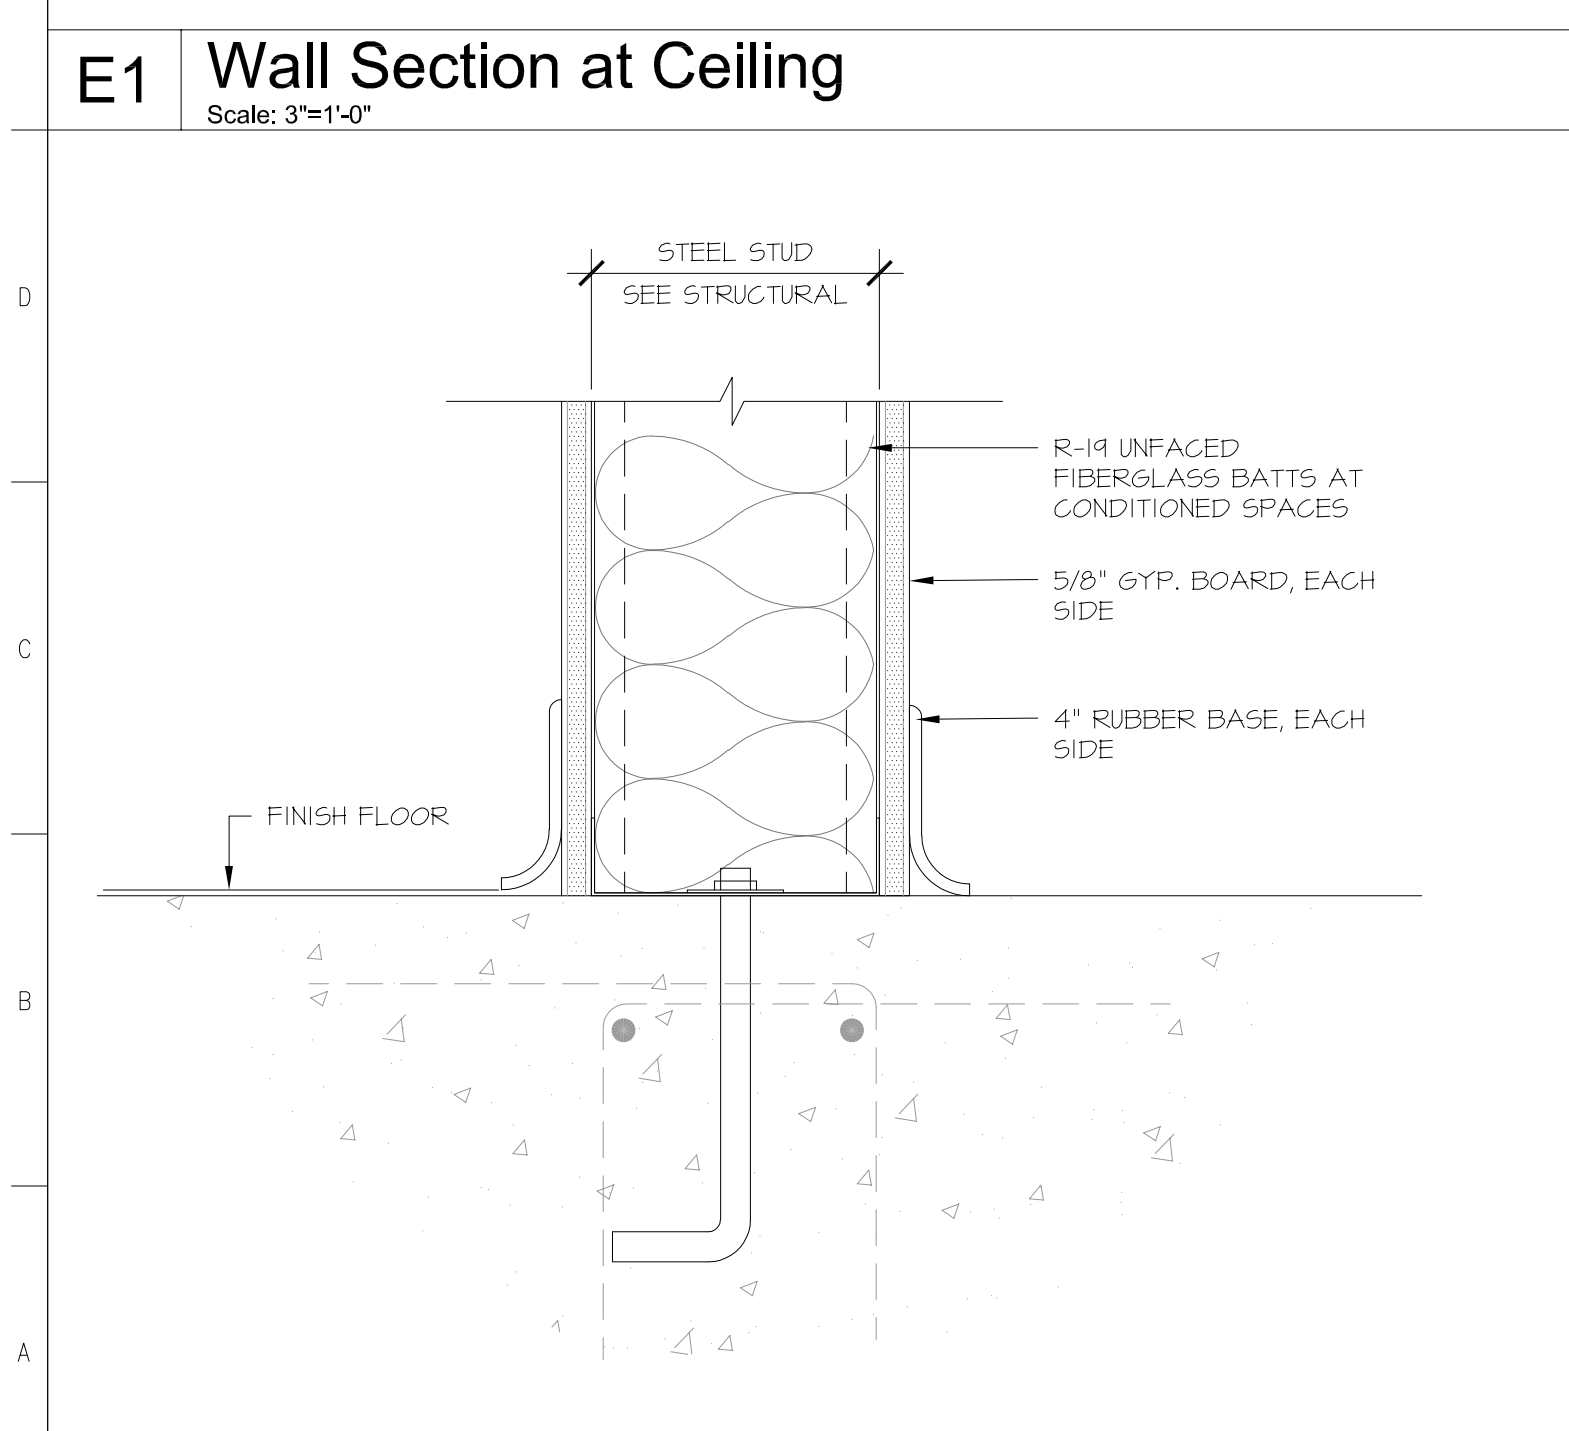 E1
Wall Section at Ceiling
Scale: 3"=1'-0"
STEEL STUD
SEE STRUCTURAL
D
R-19 UNFACED
FIBERGLASS BATTS AT
CONDITIONED SPACES
5/8" GYP. BOARD, EACH
SIDE
C
4" RUBBER BASE, EACH
SIDE
FINISH FLOOR
B
A